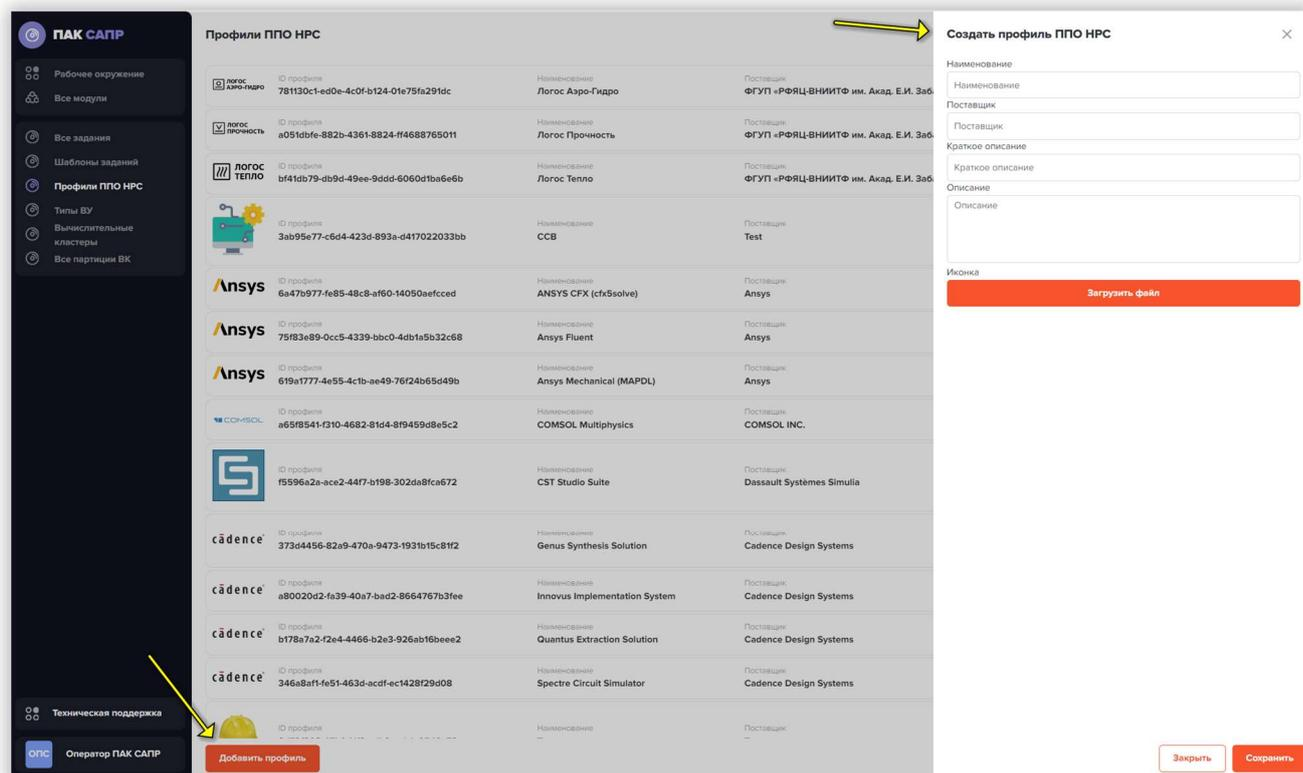 ПАК САПР
Рабочее окружение
Все модули
Все задания
Шаблоны заданий
Профили ППО НРС
Типы ВУ
Вычислительные
кластеры
Все партиции ВК
Техническая поддержка
ОПС Оператор ПАК САПР
Профили ППО НРС
ЛОГОС АЭРО-ГИДРО
ID профиля Наименование Поставщик
781130c1-ed0e-4c0f-b124-01e75fa291dc Логос Аэро-Гидро ФГУП «РФЯЦ-ВНИИТФ им. Акад. Е.И. Заба
ЛОГОС ПРОЧНОСТЬ
ID профиля Наименование Поставщик
a051dbfe-882b-4361-8824-ff4688765011 Логос Прочность ФГУП «РФЯЦ-ВНИИТФ им. Акад. Е.И. Заба
ЛОГОС ТЕПЛО
ID профиля Наименование Поставщик
bf41db79-db9d-49ee-9ddd-6060d1ba6e6b Логос Тепло ФГУП «РФЯЦ-ВНИИТФ им. Акад. Е.И. Заба
ID профиля Наименование Поставщик
3ab95e77-c6d4-423d-893a-d417022033bb ССВ Test
Ansys
ID профиля Наименование Поставщик
6a47b977-fe85-48c8-af60-14050aefcced ANSYS CFX (cfx5solve) Ansys
Ansys
ID профиля Наименование Поставщик
75f83e89-0cc5-4339-bbc0-4db1a5b32c68 Ansys Fluent Ansys
Ansys
ID профиля Наименование Поставщик
619a1777-4e55-4c1b-ae49-76f24b65d49b Ansys Mechanical (MAPDL) Ansys
COMSOL
ID профиля Наименование Поставщик
a65f8541-f310-4682-81d4-8f9459d8e5c2 COMSOL Multiphysics COMSOL INC.
ID профиля Наименование Поставщик
f5596a2a-ace2-44f7-b198-302da8fca672 CST Studio Suite Dassault Systèmes Simulia
cādence
ID профиля Наименование Поставщик
373d4456-82a9-470a-9473-1931b15c81f2 Genus Synthesis Solution Cadence Design Systems
cādence
ID профиля Наименование Поставщик
a80020d2-fa39-40a7-bad2-8664767b3fee Innovus Implementation System Cadence Design Systems
cādence
ID профиля Наименование Поставщик
b178a7a2-f2e4-4466-b2e3-926ab16beee2 Quantus Extraction Solution Cadence Design Systems
cādence
ID профиля Наименование Поставщик
346a8af1-fe51-463d-acdf-ec1428f29d08 Spectre Circuit Simulator Cadence Design Systems
ID профиля Наименование Поставщик
Добавить профиль
Создать профиль ППО НРС
Наименование
Наименование
Поставщик
Поставщик
Краткое описание
Краткое описание
Описание
Описание
Иконка
Загрузить файл
Закрыть Сохранить